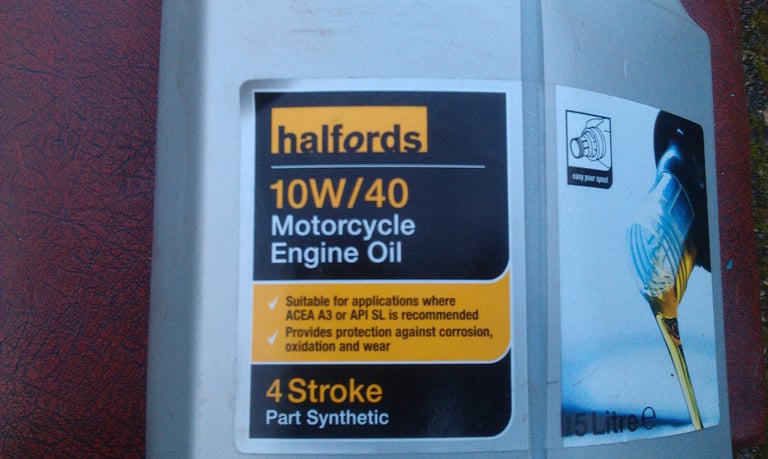 halfords
10W/40
Motorcycle
Engine Oil
Suitable for applications where
ACEA A3 or API SL is recommended
Provides protection against corrosion,
oxidation and wear
4 Stroke
Part Synthetic
easy pour spout
5 Litre e